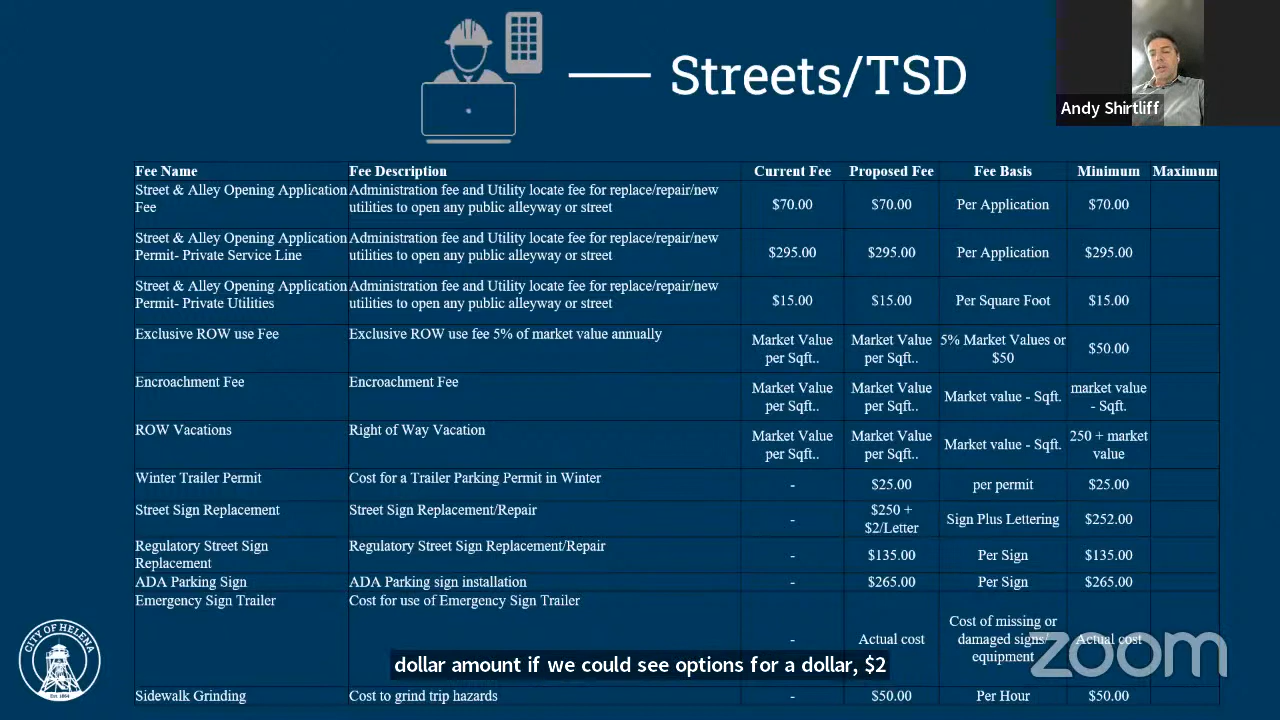 Streets/TSD
Andy Shirtliff
Fee Name Fee Description Current Fee Proposed Fee Fee Basis Minimum Maximum
Street & Alley Opening Application Administration fee and Utility locate fee for replace/repair/new
Fee utilities to open any public alleyway or street $70.00 $70.00 Per Application $70.00
Street & Alley Opening Application Administration fee and Utility locate fee for replace/repair/new
Permit- Private Service Line utilities to open any public alleyway or street $295.00 $295.00 Per Application $295.00
Street & Alley Opening Application Administration fee and Utility locate fee for replace/repair/new
Permit- Private Utilities utilities to open any public alleyway or street $15.00 $15.00 Per Square Foot $15.00
Exclusive ROW use Fee Exclusive ROW use fee 5% of market value annually Market Value Market Value 5% Market Values or $50.00
per Sqft.. per Sqft.. $50
Encroachment Fee Encroachment Fee Market Value Market Value Market value - Sqft. market value
per Sqft.. per Sqft.. - Sqft.
ROW Vacations Right of Way Vacation Market Value Market Value Market value - Sqft. 250 + market
per Sqft.. per Sqft.. value
Winter Trailer Permit Cost for a Trailer Parking Permit in Winter - $25.00 per permit $25.00
Street Sign Replacement Street Sign Replacement/Repair - $250 + Sign Plus Lettering $252.00
$2/Letter
Regulatory Street Sign Regulatory Street Sign Replacement/Repair - $135.00 Per Sign $135.00
Replacement
ADA Parking Sign ADA Parking sign installation - $265.00 Per Sign $265.00
Emergency Sign Trailer Cost for use of Emergency Sign Trailer
Cost of missing or
- Actual cost damaged signs/ Actual cost
equipment
zoom
dollar amount if we could see options for a dollar, $2
Sidewalk Grinding Cost to grind trip hazards - $50.00 Per Hour $50.00
CITY OF HELENA
Est. 1864